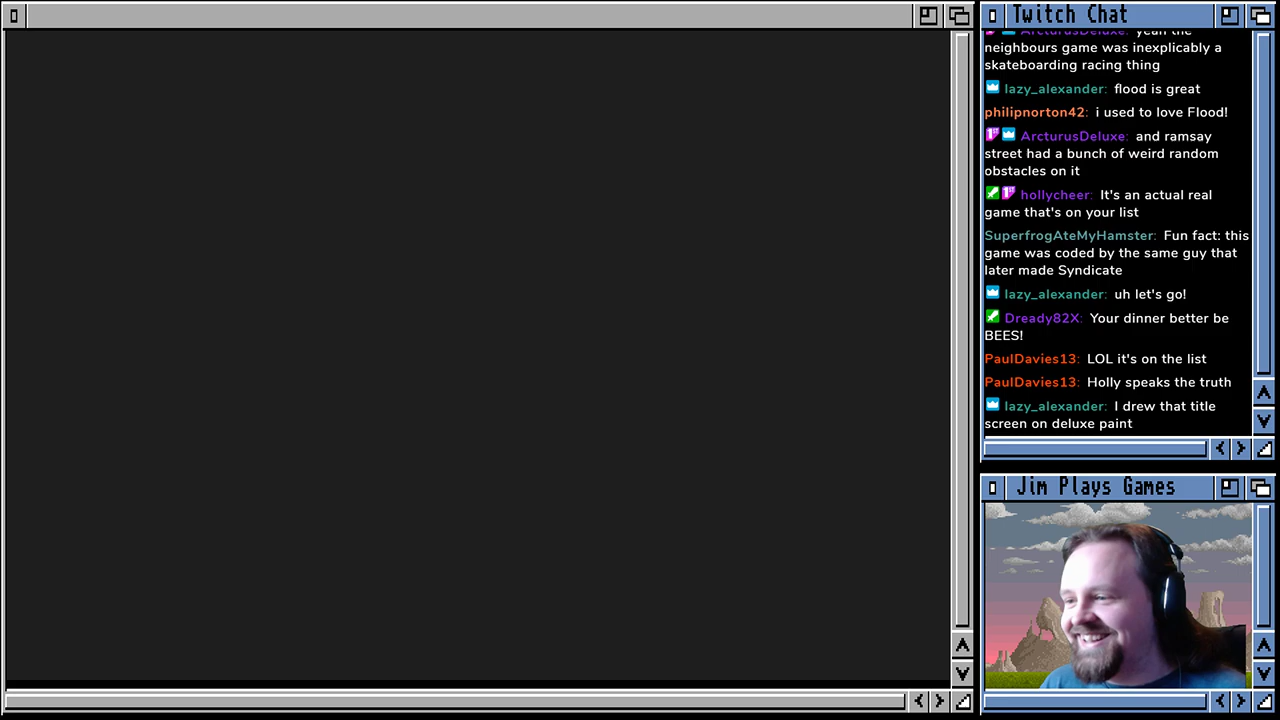 Twitch Chat
ArcturusDeluxe: yeah the
neighbours game was inexplicably a
skateboarding racing thing
lazy_alexander: flood is great
philipnorton42: i used to love Flood!
ArcturusDeluxe: and ramsay
street had a bunch of weird random
obstacles on it
hollycheer: It's an actual real
game that's on your list
SuperfrogAteMyHamster: Fun fact: this
game was coded by the same guy that
later made Syndicate
lazy_alexander: uh let's go!
Dready82X: Your dinner better be
BEES!
PaulDavies13: LOL it's on the list
PaulDavies13: Holly speaks the truth
lazy_alexander: I drew that title
screen on deluxe paint
Jim Plays Games